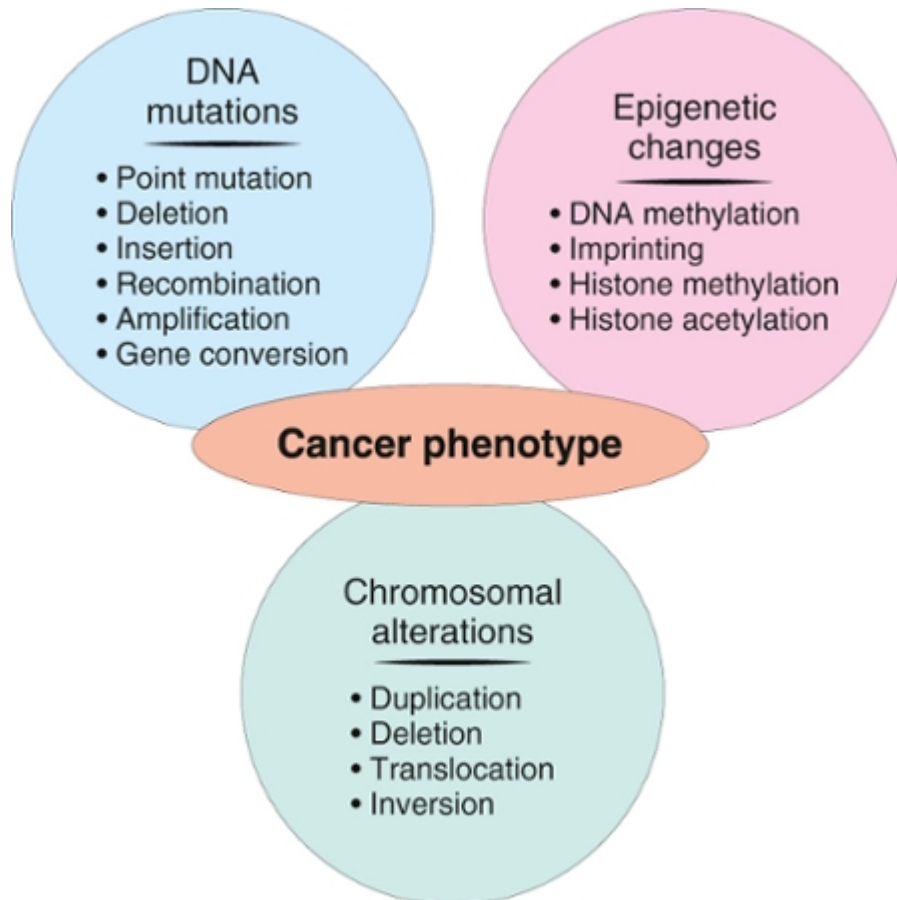 DNA
mutations
• Point mutation
• Deletion
• Insertion
• Recombination
• Amplification
• Gene conversion
Epigenetic
changes
• DNA methylation
• Imprinting
• Histone methylation
• Histone acetylation
Cancer phenotype
Chromosomal
alterations
• Duplication
• Deletion
• Translocation
• Inversion